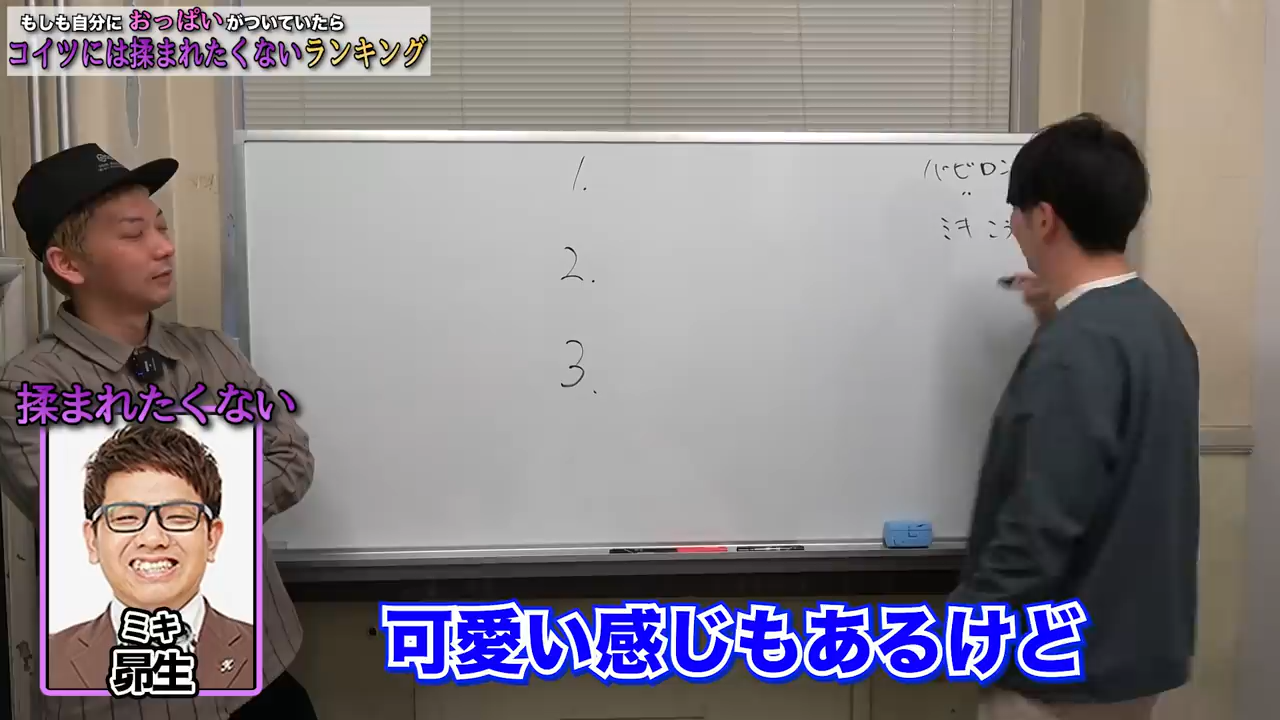 もしも自分におっぱいがついていたら
コイツには揉まれたくないランキング
1.
2.
3.
バビロン
〃
ミキ
揉まれたくない
ミキ
昴生
可愛い感じもあるけど